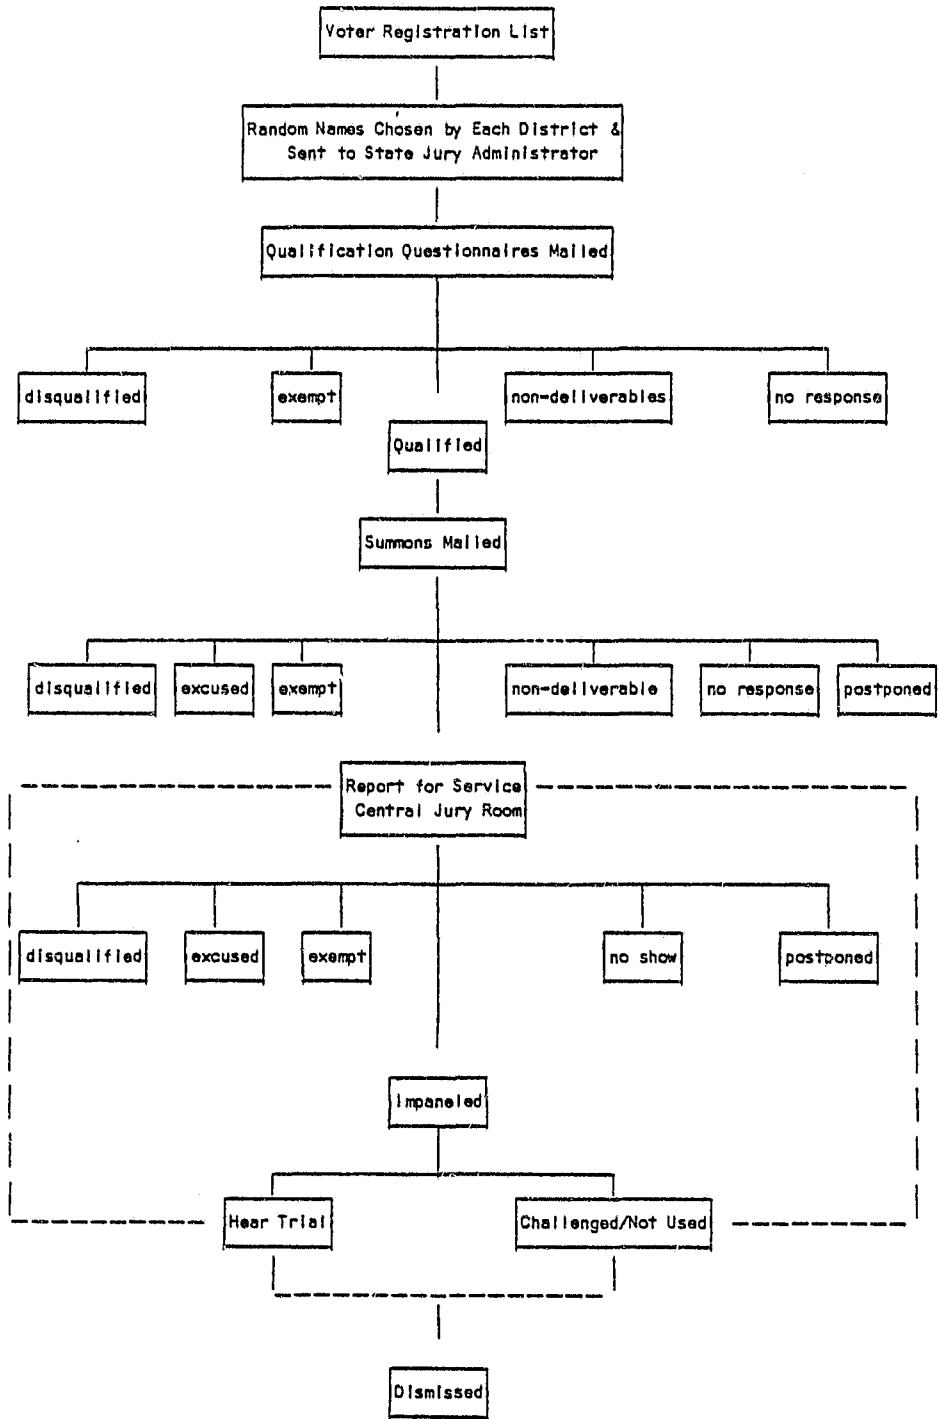 Voter Registration List
Random Names Chosen by Each District &
Sent to State Jury Administrator
Qualification Questionnaires Mailed
disqualified
exempt
non-deliverables
no response
Qualified
Summons Mailed
disqualified
excused
exempt
non-deliverable
no response
postponed
Report for Service
Central Jury Room
disqualified
excused
exempt
no show
postponed
Impaneled
Hear Trial
Challenged/Not Used
Dismissed